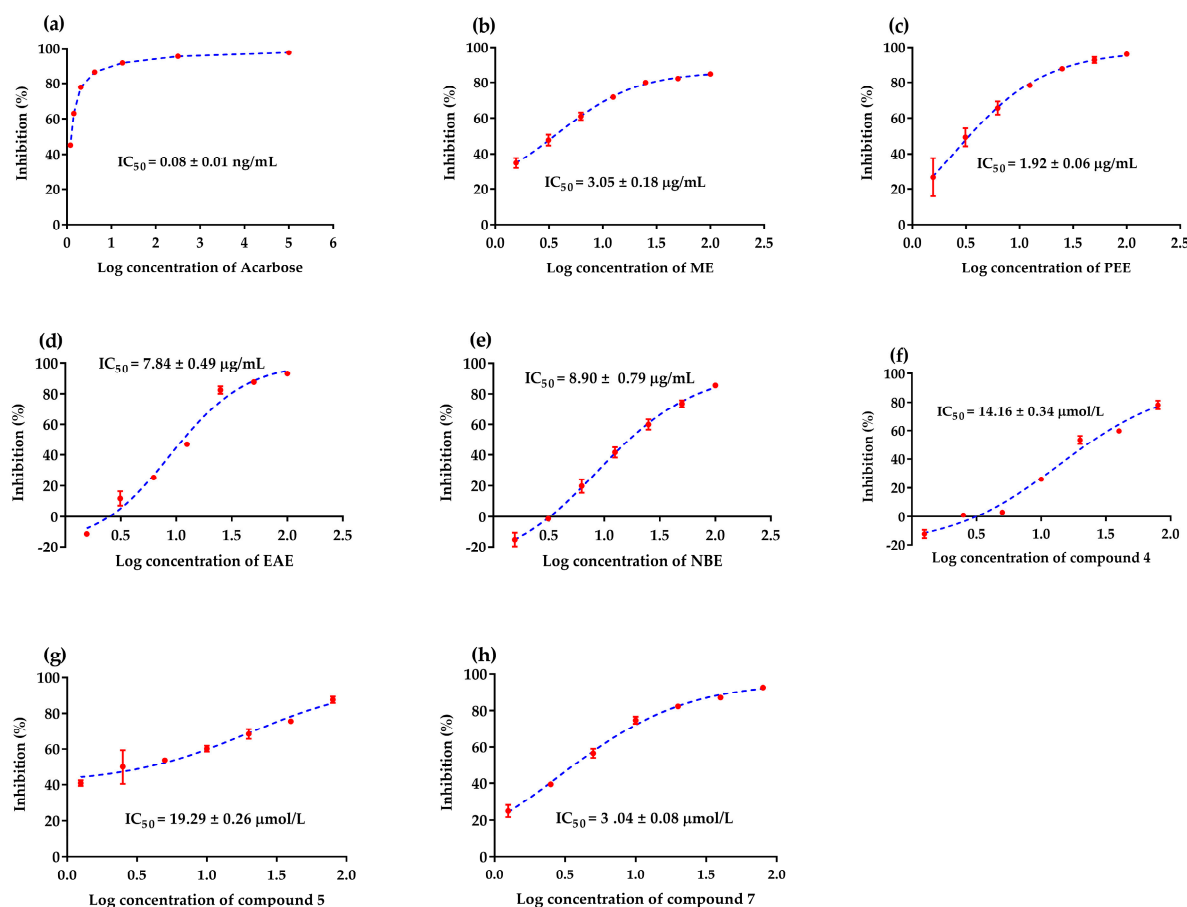 (a)
Inhibition (%)
100
80
60
40
20
0
IC50 = 0.08 ± 0.01 ng/mL
0 1 2 3 4 5 6
Log concentration of Acarbose
(b)
Inhibition (%)
100
80
60
40
20
0
IC50 = 3.05 ± 0.18 μg/mL
0.0 0.5 1.0 1.5 2.0 2.5
Log concentration of ME
(c)
Inhibition (%)
100
80
60
40
20
0
IC50 = 1.92 ± 0.06 μg/mL
0.0 0.5 1.0 1.5 2.0 2.5
Log concentration of PEE
(d)
IC50 = 7.84 ± 0.49 μg/mL
Inhibition (%)
100
80
60
40
20
0
-20
0.5 1.0 1.5 2.0 2.5
Log concentration of EAE
(e)
IC50 = 8.90 ± 0.79 μg/mL
Inhibition (%)
100
80
60
40
20
0
-20
0.5 1.0 1.5 2.0 2.5
Log concentration of NBE
(f)
Inhibition (%)
100
80
60
40
20
0
-20
IC50 = 14.16 ± 0.34 μmol/L
0.5 1.0 1.5 2.0
Log concentration of compound 4
(g)
Inhibition (%)
100
80
60
40
20
0
IC50 = 19.29 ± 0.26 μmol/L
0.0 0.5 1.0 1.5 2.0
Log concentration of compound 5
(h)
Inhibition (%)
100
80
60
40
20
0
IC50 = 3 .04 ± 0.08 μmol/L
0.0 0.5 1.0 1.5 2.0
Log concentration of compound 7